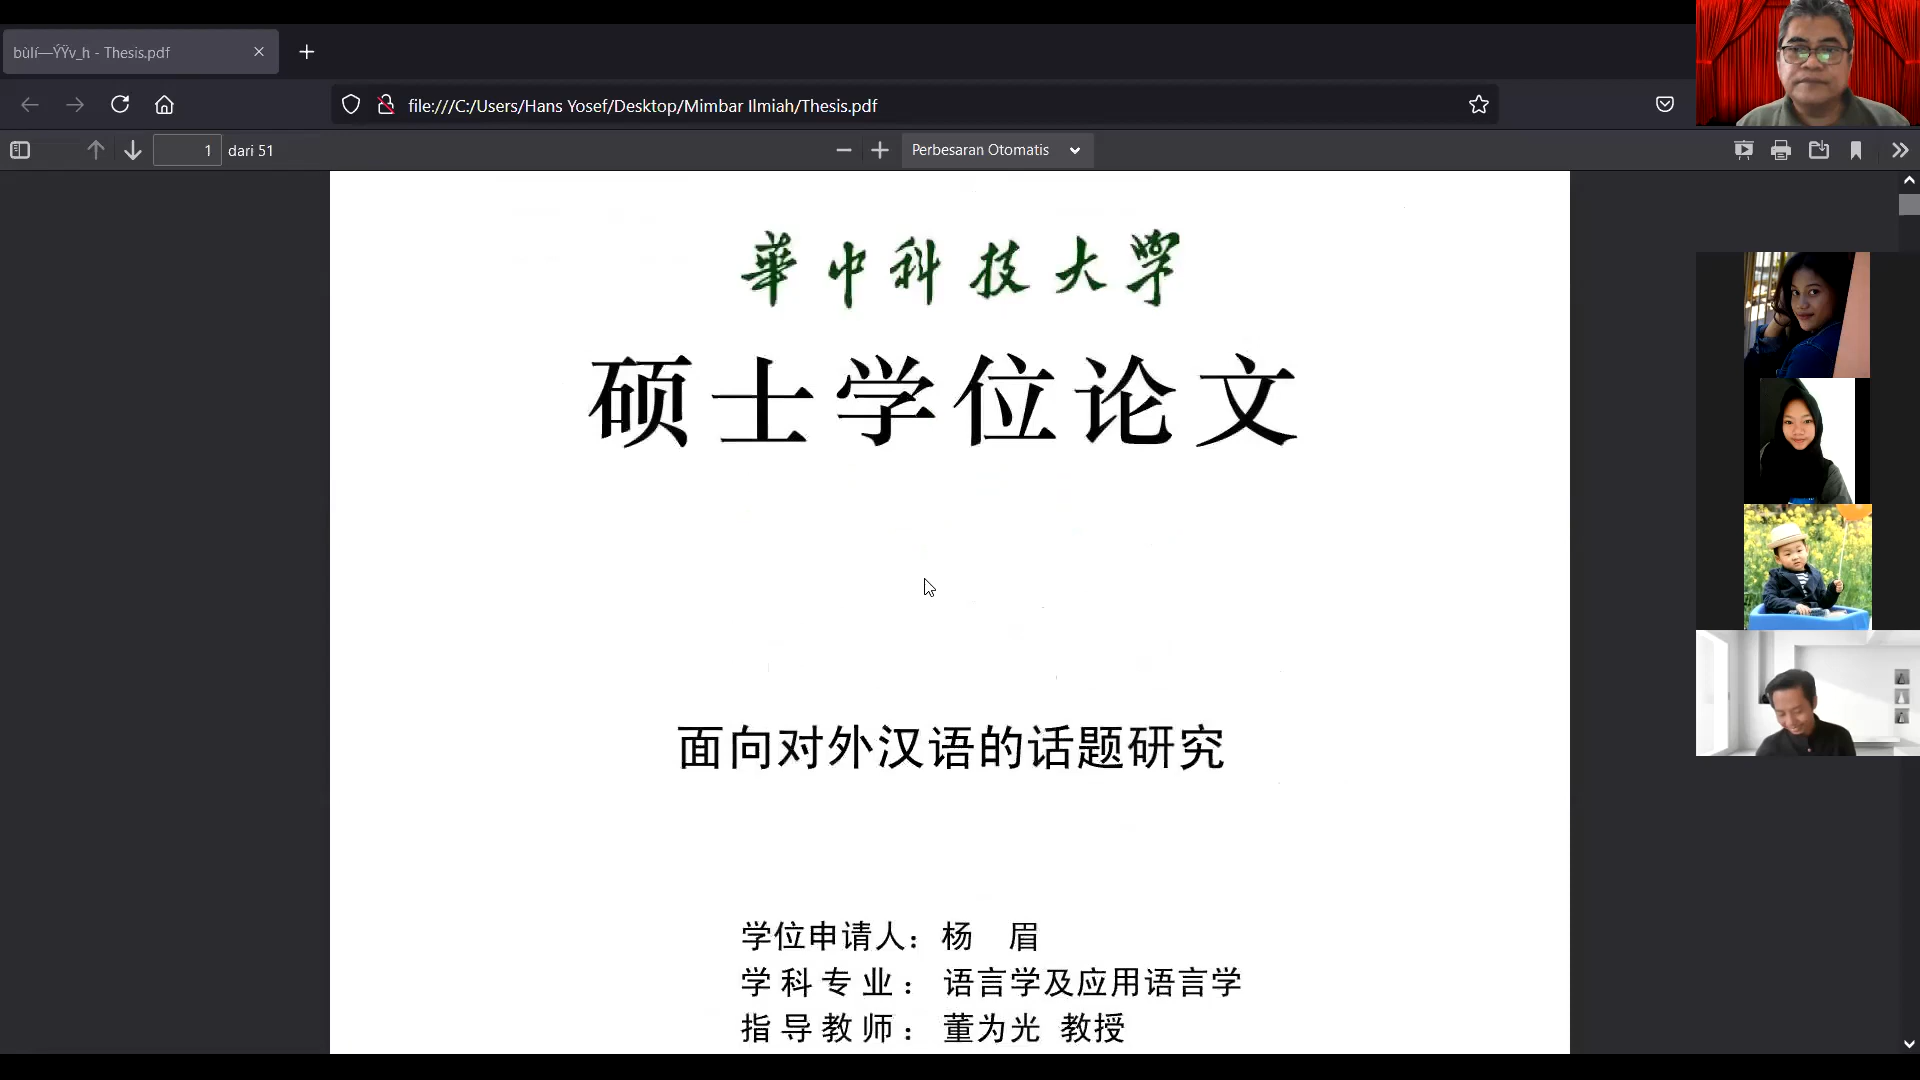 bùlí—ÝŸv_h - Thesis.pdf
file:///C:/Users/Hans Yosef/Desktop/Mimbar Ilmiah/Thesis.pdf
1 dari 51
Perbesaran Otomatis
華中科技大學
硕士学位论文
面向对外汉语的话题研究
学位申请人：杨 眉
学科专业：语言学及应用语言学
指导教师：董为光 教授